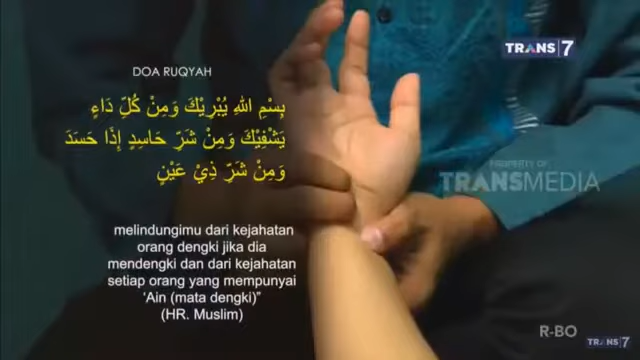 TRANS 7
DOA RUQYAH
بِسْمِ اللهِ يُبْرِيْكَ وَمِنْ كُلِّ دَاءٍ
يَشْفِيْكَ وَمِنْ شَرِّ حَاسِدٍ إِذَا حَسَدَ
وَمِنْ شَرِّ ذِيْ عَيْنٍ
PROPERTY OF
TRANSMEDIA
melindungimu dari kejahatan
orang dengki jika dia
mendengki dan dari kejahatan
setiap orang yang mempunyai
'Ain (mata dengki)"
(HR. Muslim)
R-BO
TRANS 7